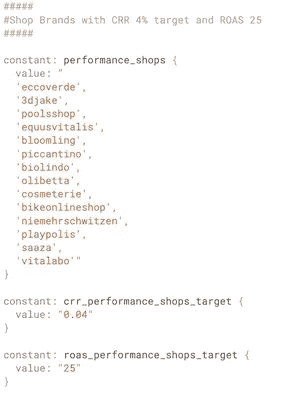 #####
#Shop Brands with CRR 4% target and ROAS 25
#####
constant: performance_shops {
value: "
'eccoverde',
'3djake',
'poolsshop',
'equusvitalis',
'bloomling',
'piccantino',
'biolindo',
'olibetta',
'cosmeterie',
'bikeonlineshop',
'niemehrschwitzen',
'playpolis',
'saaza',
'vitalabo'"
}
constant: crr_performance_shops_target {
value: "0.04"
}
constant: roas_performance_shops_target {
value: "25"
}